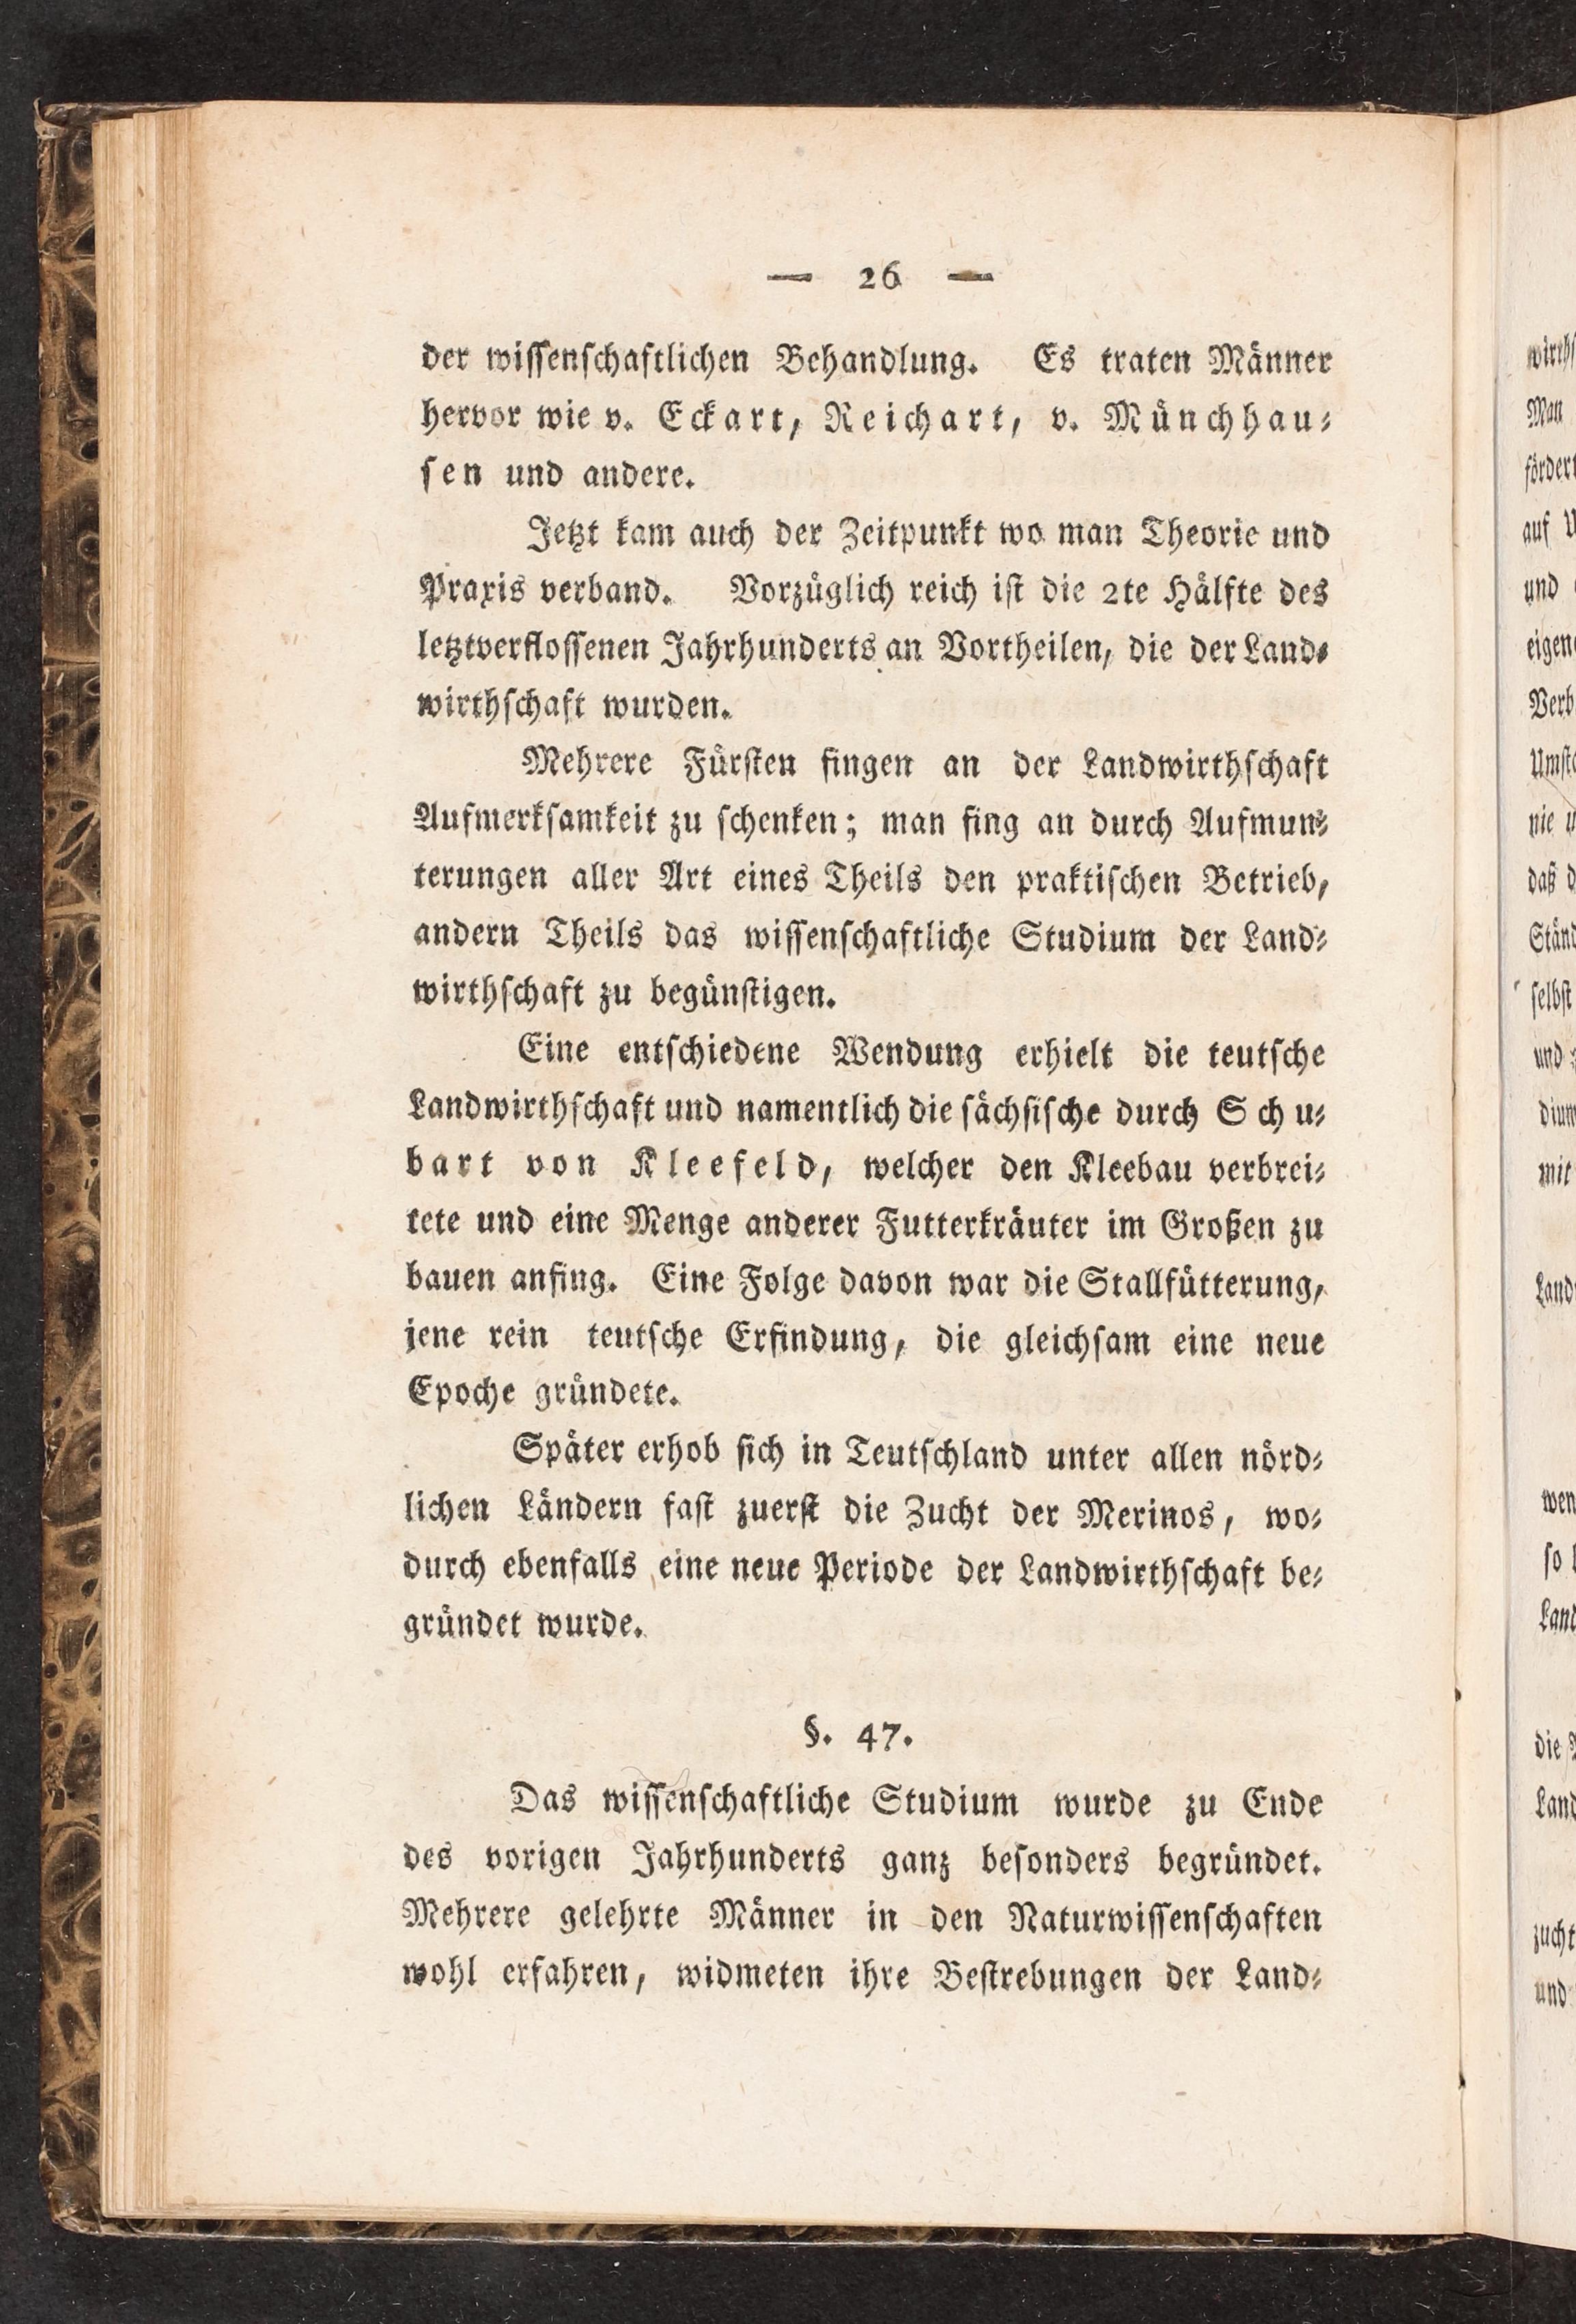 — 26 —
der wiſſenſchaftlichen Behandlung. Es traten Männer
hervor wie v. Eckart, Reichart, v. Münchhau⸗
ſen und andere.
Jetzt kam auch der Zeitpunkt wo man Theorie und
Praxis verband. Vorzüglich reich iſt die 2te Hälfte des
letztverfloſſenen Jahrhunderts an Vortheilen, die der Land⸗
wirthſchaft wurden.
Mehrere Fürſten fingen an der Landwirthſchaft
Aufmerkſamkeit zu ſchenken; man fing an durch Aufmun⸗
terungen aller Art eines Theils den praktiſchen Betrieb,
andern Theils das wiſſenſchaftliche Studium der Land⸗
wirthſchaft zu begünſtigen.
Eine entſchiedene Wendung erhielt die teutſche
Landwirthſchaft und namentlich die ſächſiſche durch Schu⸗
bart von Kleefeld, welcher den Kleebau verbrei⸗
tete und eine Menge anderer Futterkräuter im Großen zu
bauen anfing. Eine Folge davon war die Stallfütterung,
jene rein teutſche Erfindung, die gleichſam eine neue
Epoche gründete.
Später erhob ſich in Teutſchland unter allen nörd⸗
lichen Ländern faſt zuerſt die Zucht der Merinos, wo⸗
durch ebenfalls eine neue Periode der Landwirthſchaft be⸗
gründet wurde.
§. 47.
Das wiſſenſchaftliche Studium wurde zu Ende
des vorigen Jahrhunderts ganz beſonders begründet.
Mehrere gelehrte Männer in den Naturwiſſenſchaften
wohl erfahren, widmeten ihre Beſtrebungen der Land⸗